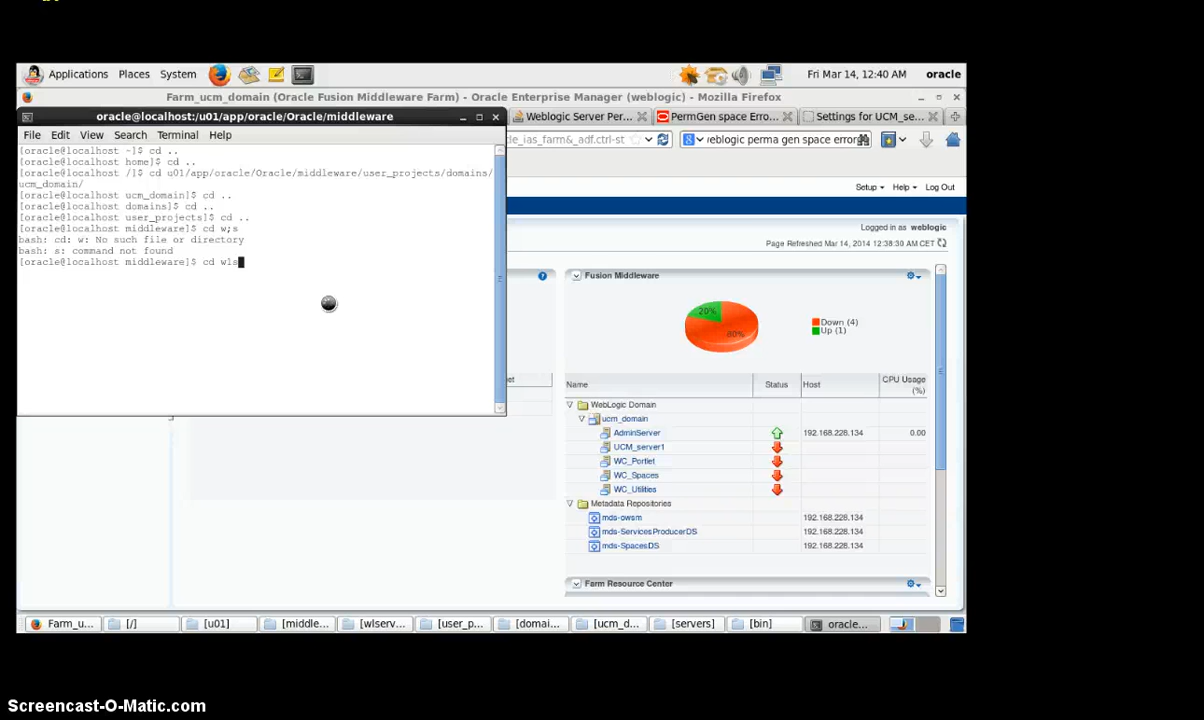 Applications Places System Fri Mar 14, 12:40 AM oracle
Farm_ucm_domain (Oracle Fusion Middleware Farm) - Oracle Enterprise Manager (weblogic) - Mozilla Firefox
oracle@localhost:/u01/app/oracle/Oracle/middleware
Weblogic Server Per...
PermGen space Erro...
Settings for UCM_se...
File Edit View Search Terminal Help
de_ias_farm&_adf.ctrl-st
eblogic perma gen space error
[oracle@localhost ~]$ cd ..
[oracle@localhost home]$ cd ..
[oracle@localhost /]$ cd u01/app/oracle/Oracle/middleware/user_projects/domains/
ucm_domain/
[oracle@localhost ucm_domain]$ cd ..
[oracle@localhost domains]$ cd ..
[oracle@localhost user_projects]$ cd ..
[oracle@localhost middleware]$ cd w;s
bash: cd: w: No such file or directory
bash: s: command not found
[oracle@localhost middleware]$ cd wls
Setup Help Log Out
Logged in as weblogic
Page Refreshed Mar 14, 2014 12:38:30 AM CET
Fusion Middleware
20%
80%
Down (4)
Up (1)
et
Name Status Host CPU Usage
(%)
WebLogic Domain
ucm_domain
AdminServer 192.168.228.134 0.00
UCM_server1
WC_Portlet
WC_Spaces
WC_Utilities
Metadata Repositories
mds-owsm 192.168.228.134
mds-ServicesProducerDS 192.168.228.134
mds-SpacesDS 192.168.228.134
Farm Resource Center
Farm_u... [/] [u01] [middle... [wlserv... [user_p... [domai... [ucm_d... [servers] [bin] oracle...
Screencast-O-Matic.com